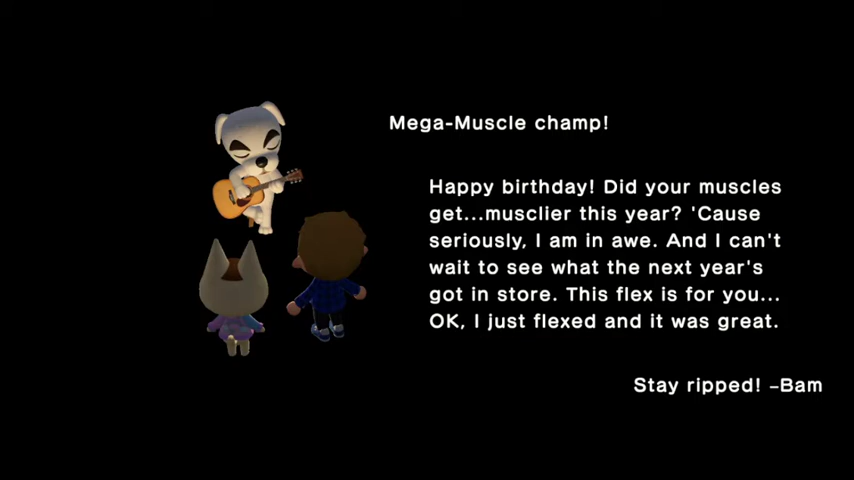 Mega-Muscle champ!
Happy birthday! Did your muscles
get...musclier this year? 'Cause
seriously, I am in awe. And I can't
wait to see what the next year's
got in store. This flex is for you...
OK, I just flexed and it was great.
Stay ripped! –Bam